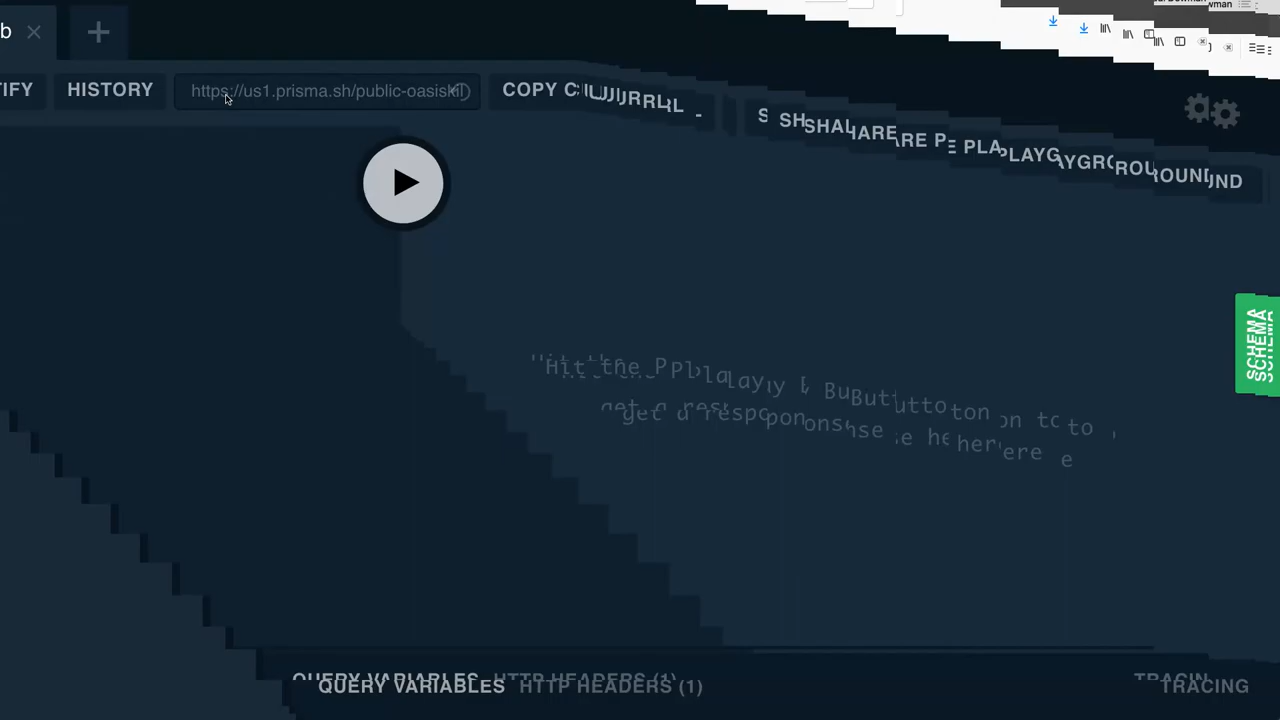 b
HISTORY https://us1.prisma.sh/public-oasis COPY CURL SHARE PLAYGROUND
Hit the Play Button to
get a response here
SCHEMA
QUERY VARIABLES HTTP HEADERS (1) TRACING